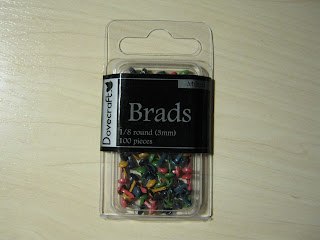 Dovecraft
Brads
1/8 round (3mm)
100 pieces